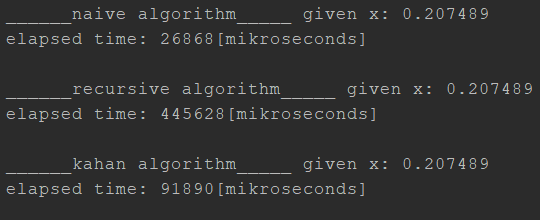 ______naive algorithm_____ given x: 0.207489
elapsed time: 26868[mikroseconds]
______recursive algorithm_____ given x: 0.207489
elapsed time: 445628[mikroseconds]
______kahan algorithm_____ given x: 0.207489
elapsed time: 91890[mikroseconds]